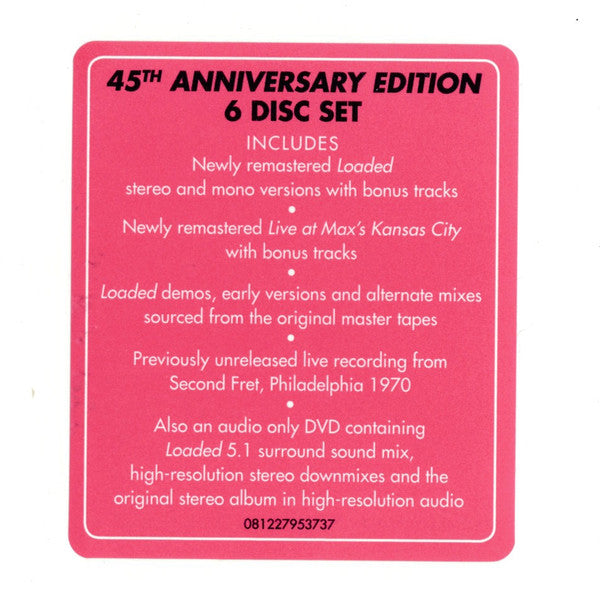 45TH ANNIVERSARY EDITION
6 DISC SET
INCLUDES
Newly remastered Loaded
stereo and mono versions with bonus tracks
•
Newly remastered Live at Max's Kansas City
with bonus tracks
•
Loaded demos, early versions and alternate mixes
sourced from the original master tapes
•
Previously unreleased live recording from
Second Fret, Philadelphia 1970
•
Also an audio only DVD containing
Loaded 5.1 surround sound mix,
high-resolution stereo downmixes and the
original stereo album in high-resolution audio
081227953737